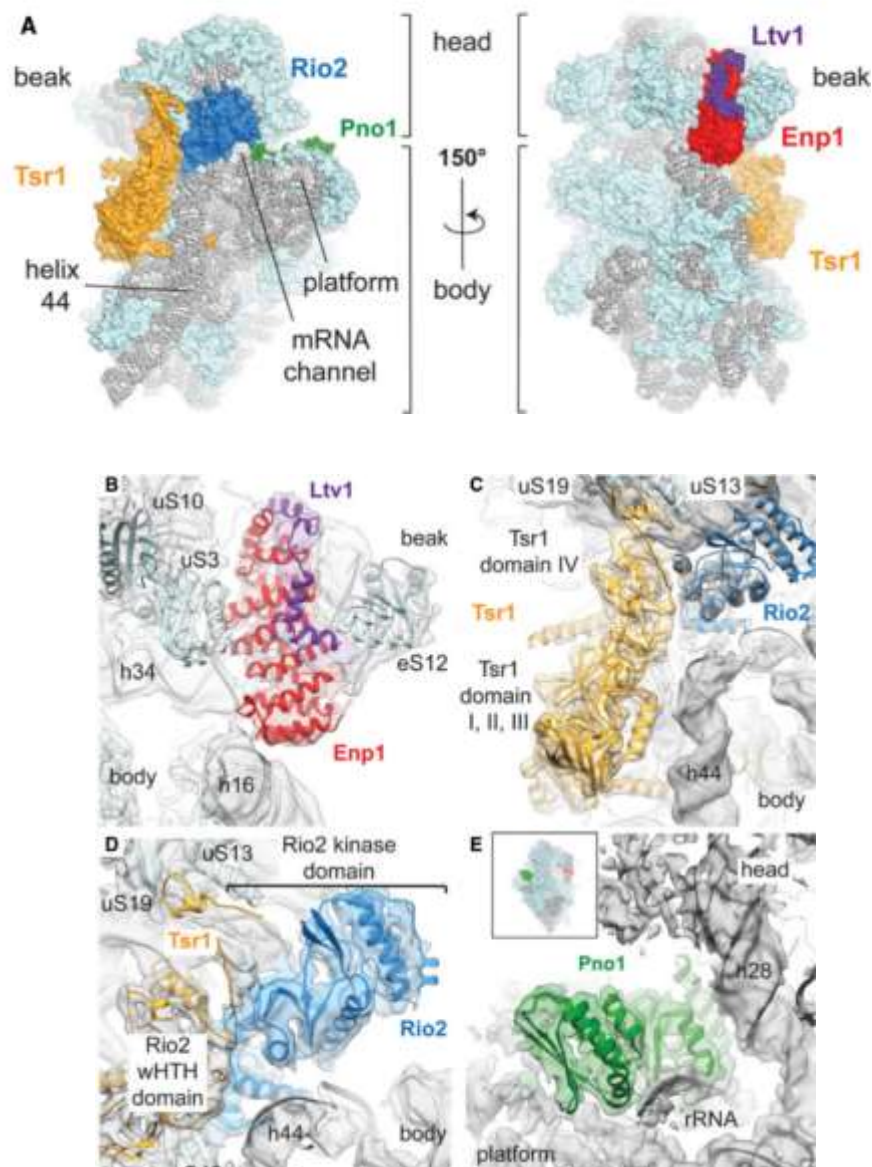 A
head
Ltv1
beak
Rio2
beak
Pno1
Enp1
150°
Tsr1
Tsr1
helix
44
platform
body
mRNA
channel
B
Ltv1
uS10
beak
uS3
h34
eS12
Enp1
body
h16
C
uS19
uS13
Tsr1
domain IV
Tsr1
Rio2
Tsr1
domain
I, II, III
h44
body
D
uS13
Rio2 kinase
domain
uS19
Tsr1
Rio2
Rio2
wHTH
domain
h44
body
E
head
Pno1
h28
rRNA
platform